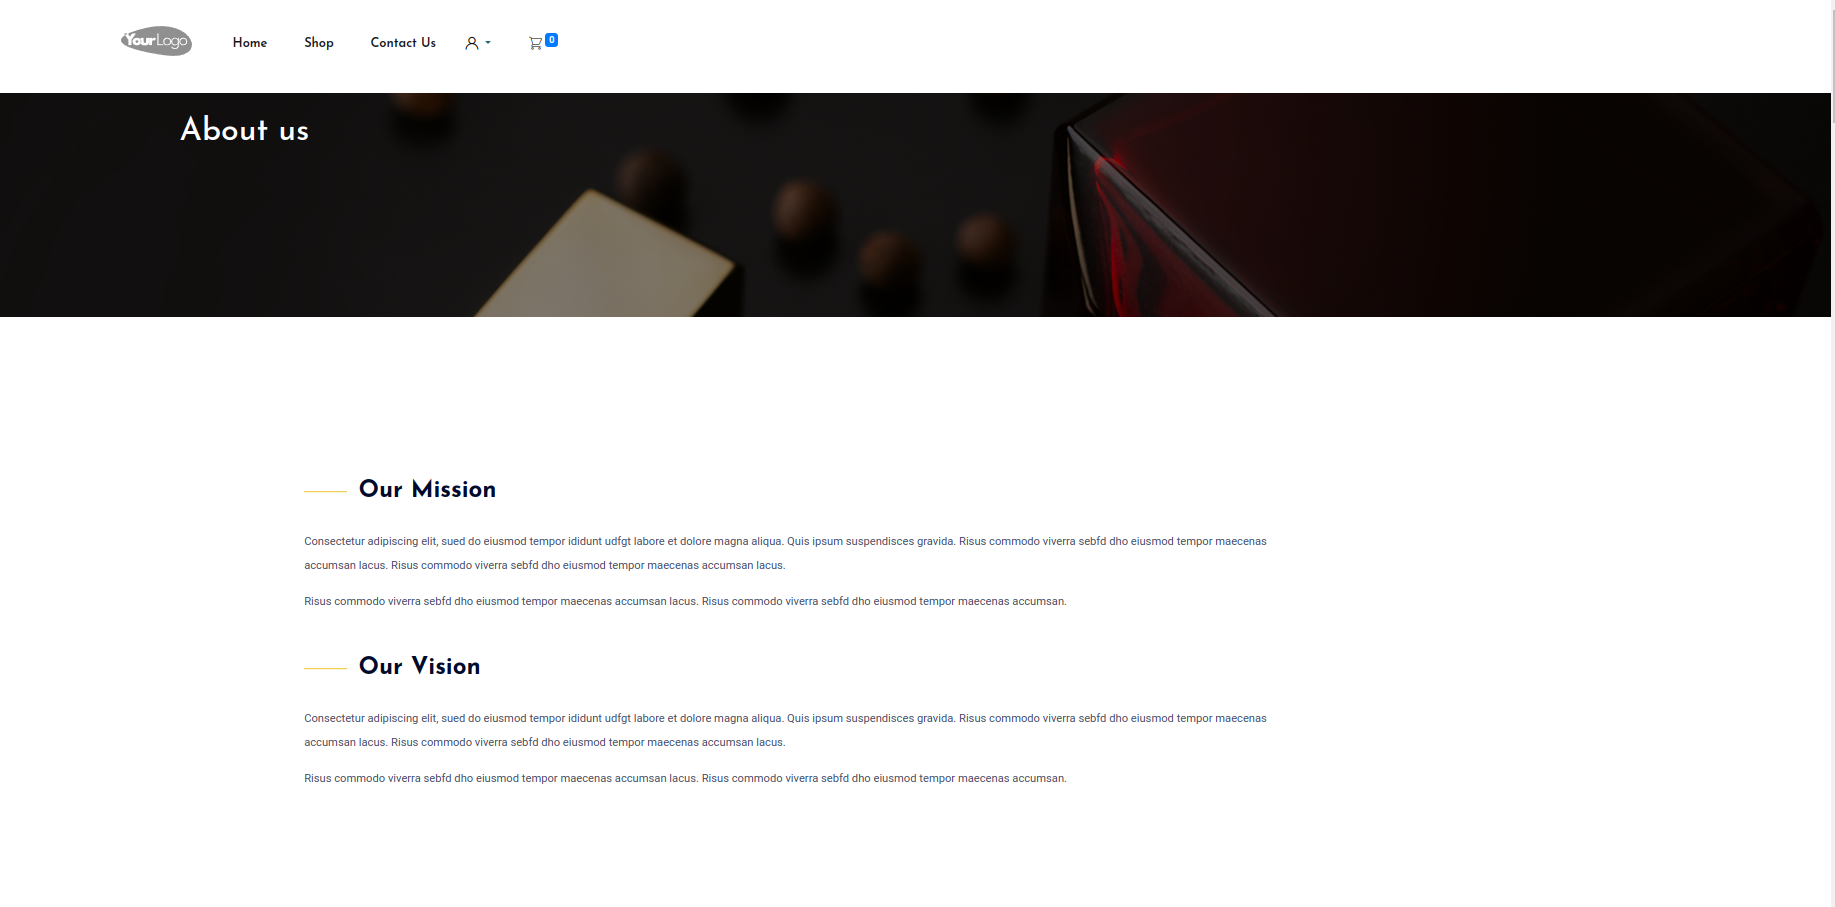 YourLogo
Home
Shop
Contact Us
0
About us
Our Mission
Consectetur adipiscing elit, sued do eiusmod tempor ididunt udfgt labore et dolore magna aliqua. Quis ipsum suspendisces gravida. Risus commodo viverra sebfd dho eiusmod tempor maecenas
accumsan lacus. Risus commodo viverra sebfd dho eiusmod tempor maecenas accumsan lacus.
Risus commodo viverra sebfd dho eiusmod tempor maecenas accumsan lacus. Risus commodo viverra sebfd dho eiusmod tempor maecenas accumsan.
Our Vision
Consectetur adipiscing elit, sued do eiusmod tempor ididunt udfgt labore et dolore magna aliqua. Quis ipsum suspendisces gravida. Risus commodo viverra sebfd dho eiusmod tempor maecenas
accumsan lacus. Risus commodo viverra sebfd dho eiusmod tempor maecenas accumsan lacus.
Risus commodo viverra sebfd dho eiusmod tempor maecenas accumsan lacus. Risus commodo viverra sebfd dho eiusmod tempor maecenas accumsan.